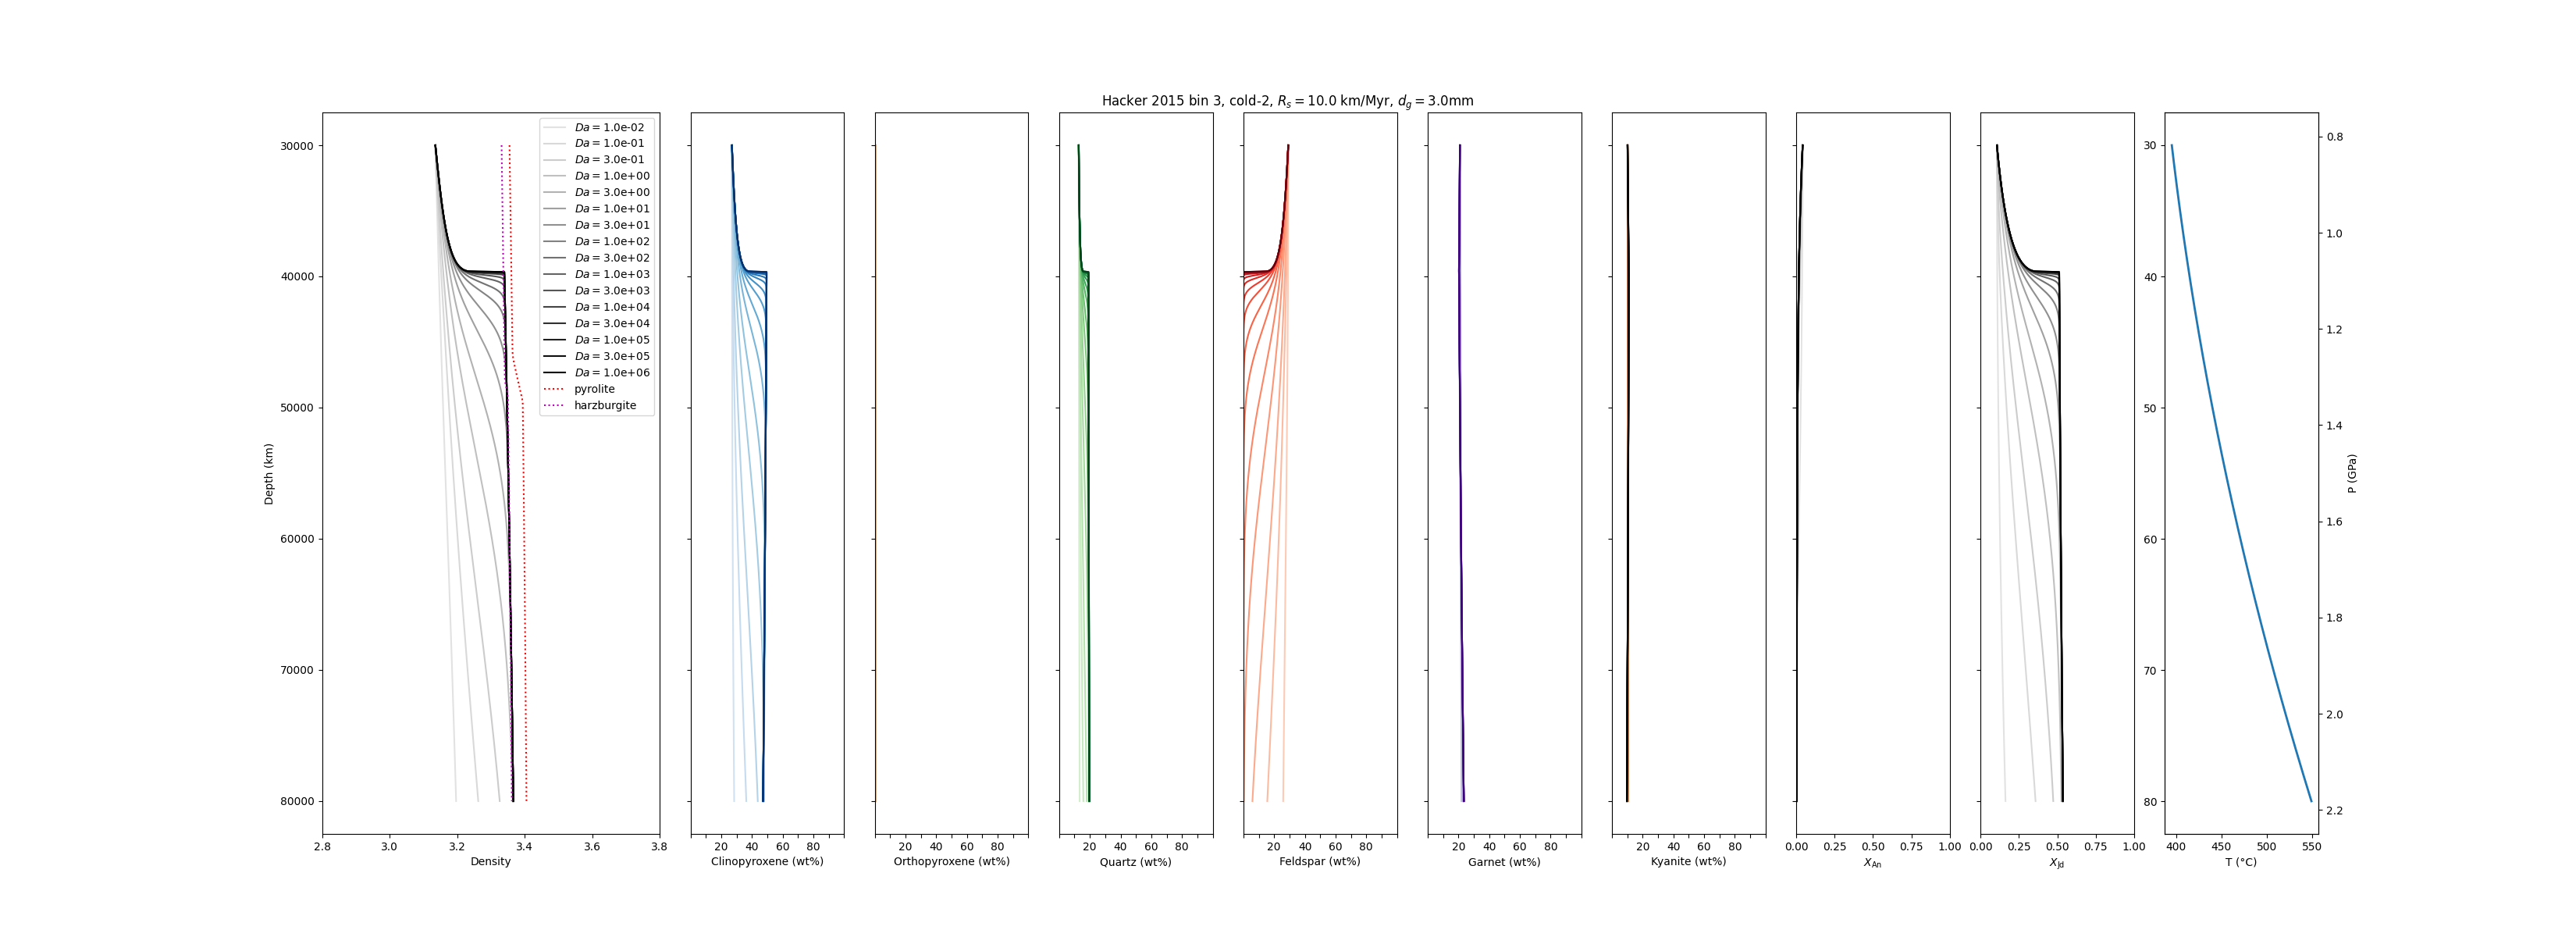 Hacker 2015 bin 3, cold-2, R_s = 10.0 km/Myr, d_g = 3.0mm
Da = 1.0e-02
Da = 1.0e-01
Da = 3.0e-01
Da = 1.0e+00
Da = 3.0e+00
Da = 1.0e+01
Da = 3.0e+01
Da = 1.0e+02
Da = 3.0e+02
Da = 1.0e+03
Da = 3.0e+03
Da = 1.0e+04
Da = 3.0e+04
Da = 1.0e+05
Da = 3.0e+05
Da = 1.0e+06
pyrolite
harzburgite
Depth (km)
30000
40000
50000
60000
70000
80000
2.8 3.0 3.2 3.4 3.6 3.8
Density
20 40 60 80
Clinopyroxene (wt%)
20 40 60 80
Orthopyroxene (wt%)
20 40 60 80
Quartz (wt%)
20 40 60 80
Feldspar (wt%)
20 40 60 80
Garnet (wt%)
20 40 60 80
Kyanite (wt%)
0.00 0.25 0.50 0.75 1.00
X_An
0.00 0.25 0.50 0.75 1.00
X_Jd
30
40
50
60
70
80
400 450 500 550
T (°C)
0.8
1.0
1.2
1.4
1.6
1.8
2.0
2.2
P (GPa)